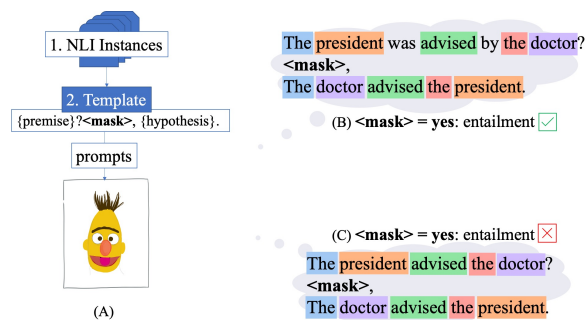 1. NLI Instances
2. Template
{premise}?<mask>, {hypothesis}.
prompts
(A)
The president was advised by the doctor?
<mask>,
The doctor advised the president.
(B) <mask> = yes: entailment
(C) <mask> = yes: entailment
The president advised the doctor?
<mask>,
The doctor advised the president.